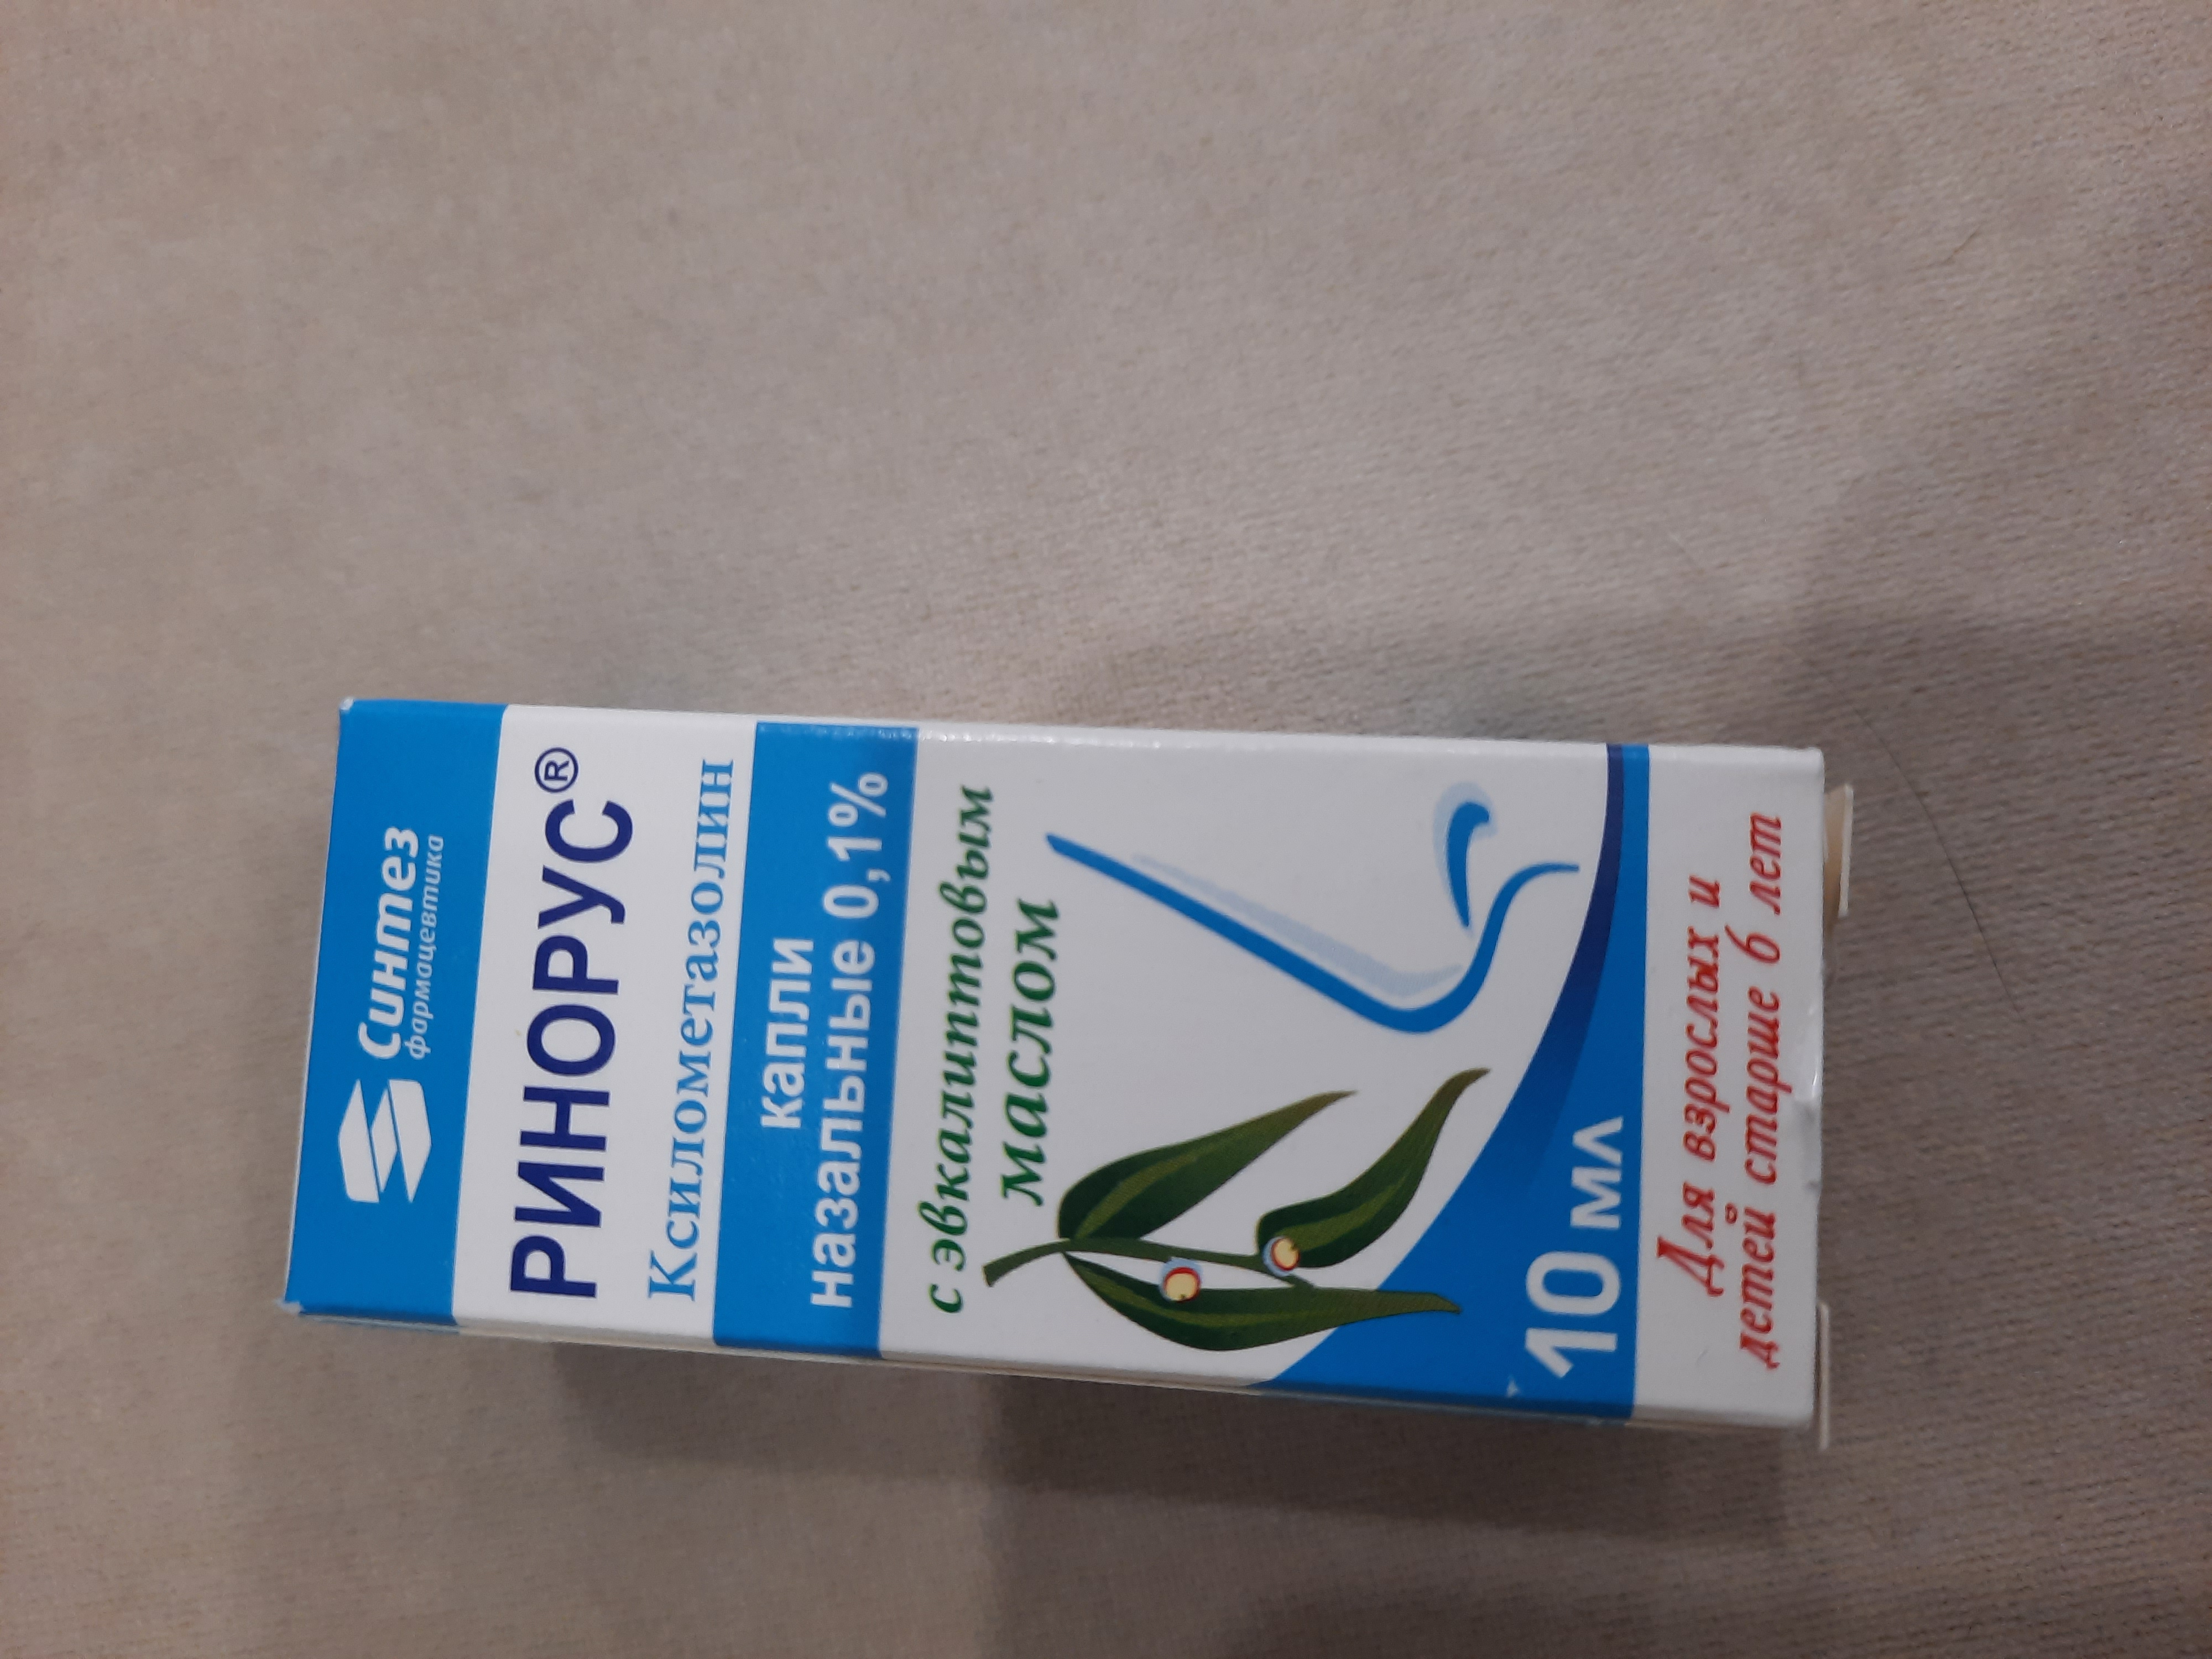 Синтез
фармацевтика
РИНОРУС®
Ксилометазолин
капли
назальные 0,1%
с эвкалиптовым
маслом
10 мл
Для взрослых и
детей старше 6 лет